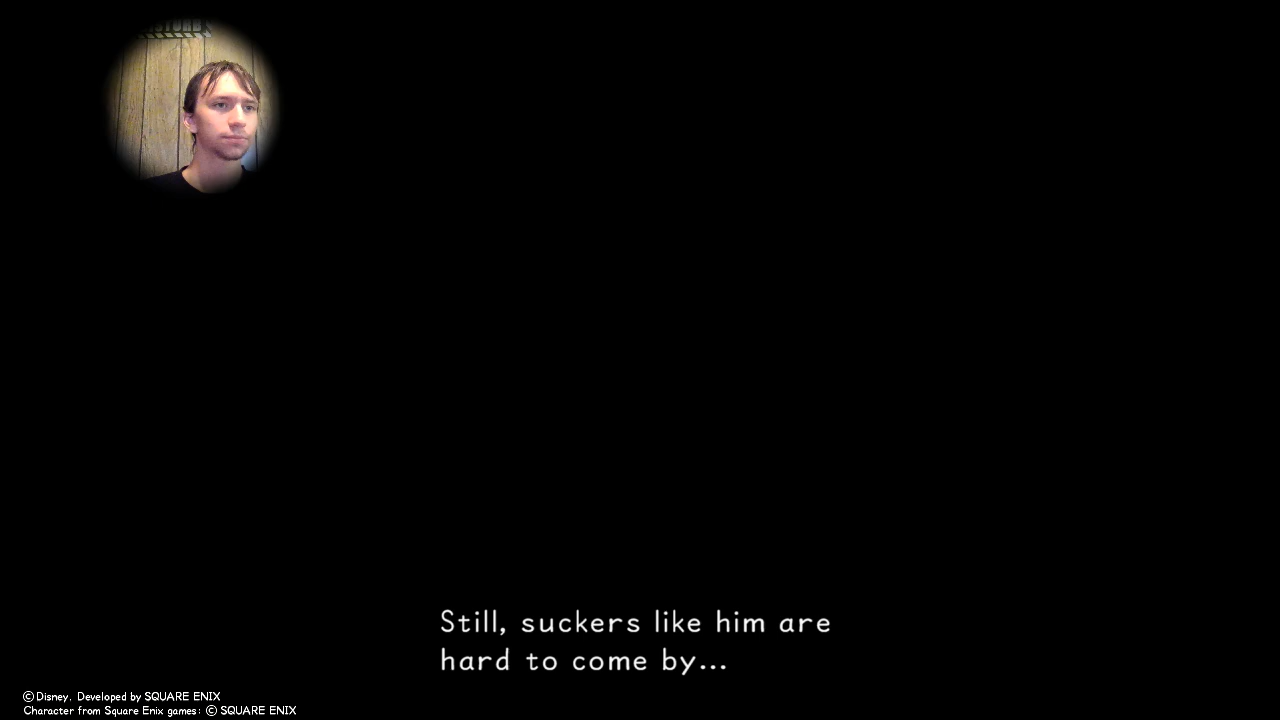 Still, suckers like him are
hard to come by...
©Disney. Developed by SQUARE ENIX
Character from Square Enix games: © SQUARE ENIX